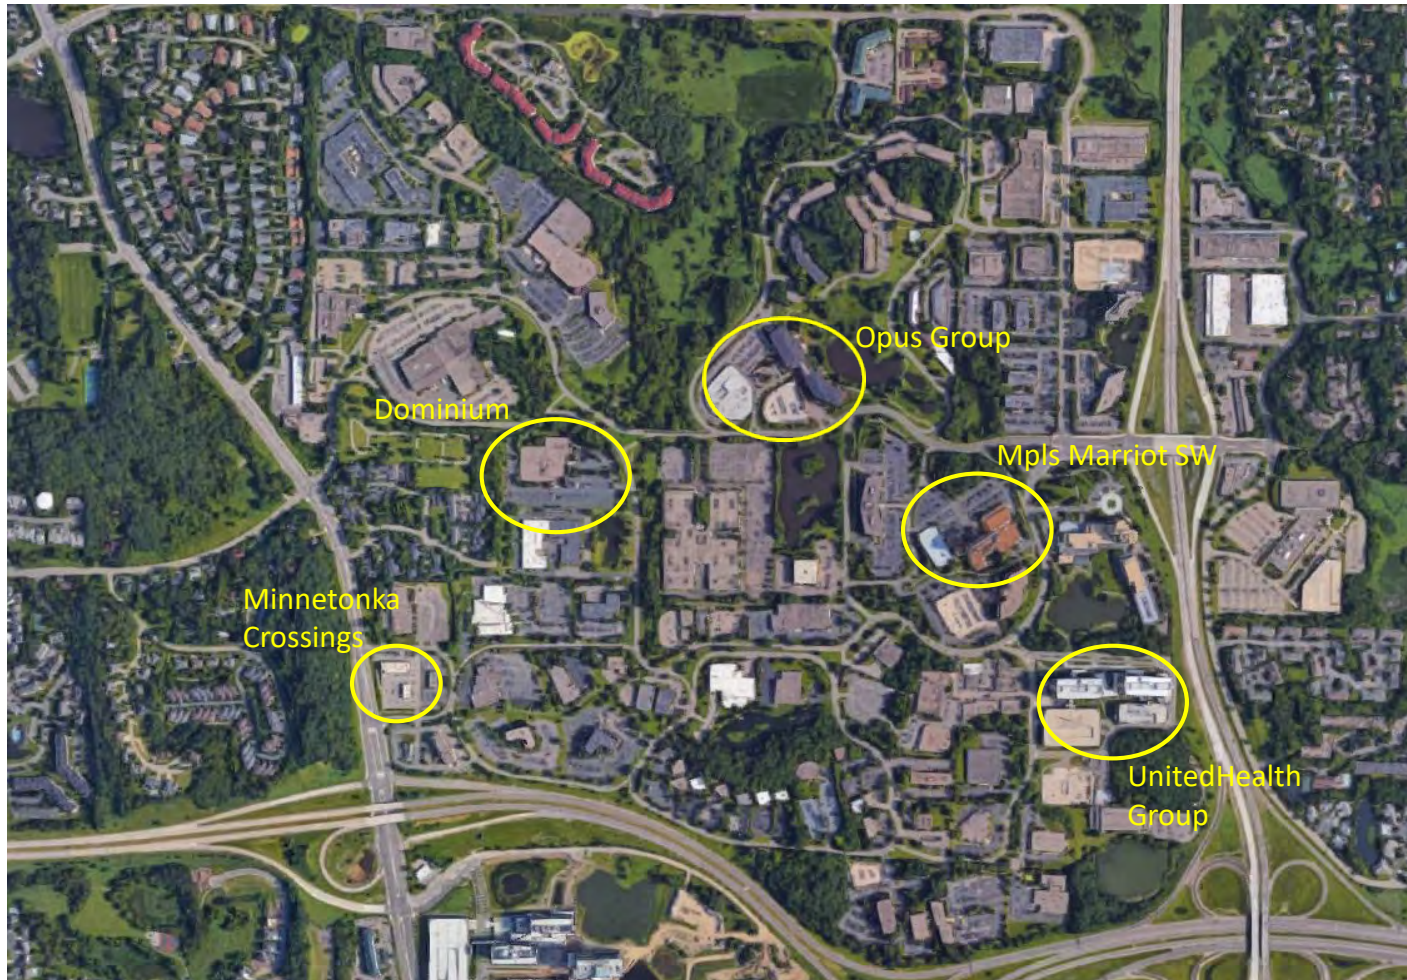 Opus Group
Dominium
Mpls Marriot SW
Minnetonka
Crossings
UnitedHealth
Group